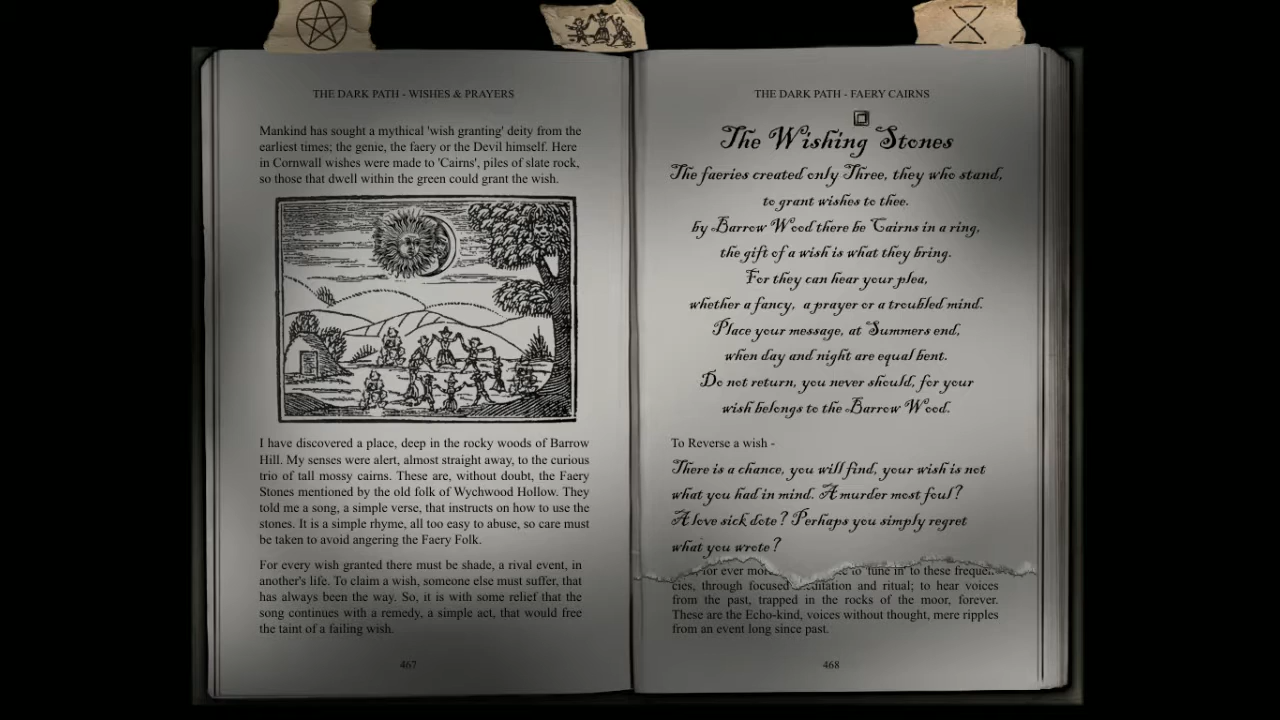 THE DARK PATH - WISHES & PRAYERS
Mankind has sought a mythical 'wish granting' deity from the
earliest times; the genie, the faery or the Devil himself. Here
in Cornwall wishes were made to 'Cairns', piles of slate rock,
so those that dwell within the green could grant the wish.
I have discovered a place, deep in the rocky woods of Barrow
Hill. My senses were alert, almost straight away, to the curious
trio of tall mossy cairns. These are, without doubt, the Faery
Stones mentioned by the old folk of Wychwood Hollow. They
told me a song, a simple verse, that instructs on how to use the
stones. It is a simple rhyme, all too easy to abuse, so care must
be taken to avoid angering the Faery Folk.
For every wish granted there must be shade, a rival event, in
another's life. To claim a wish, someone else must suffer, that
has always been the way. So, it is with some relief that the
song continues with a remedy, a simple act, that would free
the taint of a failing wish.
467
THE DARK PATH - FAERY CAIRNS
The Wishing Stones
The faeries created only Three, they who stand,
to grant wishes to thee.
by Barrow Wood there be Cairns in a ring,
the gift of a wish is what they bring.
For they can hear your plea,
whether a fancy, a prayer or a troubled mind.
Place your message, at Summers end,
when day and night are equal bent.
Do not return, you never should, for your
wish belongs to the Barrow Wood.
To Reverse a wish -
There is a chance, you will find, your wish is not
what you had in mind. A murder most foul?
A love sick dote? Perhaps you simply regret
what you wrote?
for ever to 'tune in' to these
cies, through focused and ritual; to hear voices
from the past, trapped in the rocks of the moor, forever.
These are the Echo-kind, voices without thought, mere ripples
from an event long since past.
468